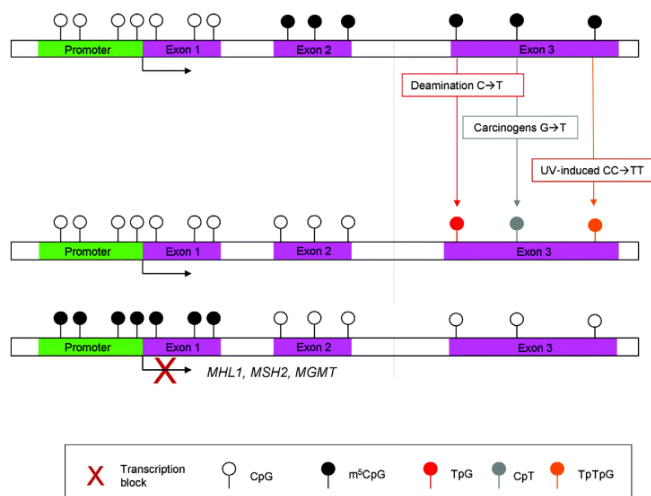 Promoter Exon 1 Exon 2 Exon 3
Deamination C→T
Carcinogens G→T
UV-induced CC→TT
Promoter Exon 1 Exon 2 Exon 3
Promoter Exon 1 Exon 2 Exon 3
X MHL1, MSH2, MGMT
X Transcription block
CpG
m⁵CpG
TpG
CpT
TpTpG